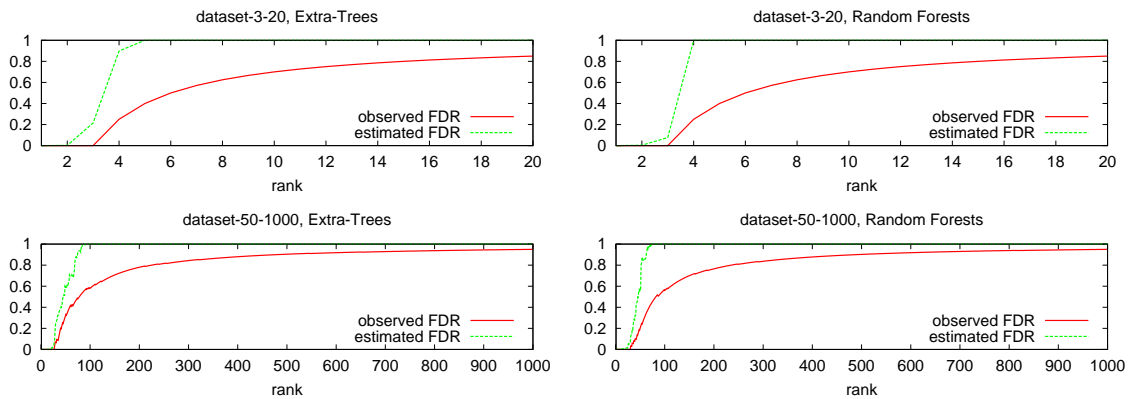 dataset-3-20, Extra-Trees
1
0.8
0.6
0.4
0.2
0
observed FDR
estimated FDR
2 4 6 8 10 12 14 16 18 20
rank
dataset-3-20, Random Forests
1
0.8
0.6
0.4
0.2
0
observed FDR
estimated FDR
2 4 6 8 10 12 14 16 18 20
rank
dataset-50-1000, Extra-Trees
1
0.8
0.6
0.4
0.2
0
observed FDR
estimated FDR
0 100 200 300 400 500 600 700 800 900 1000
rank
dataset-50-1000, Random Forests
1
0.8
0.6
0.4
0.2
0
observed FDR
estimated FDR
0 100 200 300 400 500 600 700 800 900 1000
rank